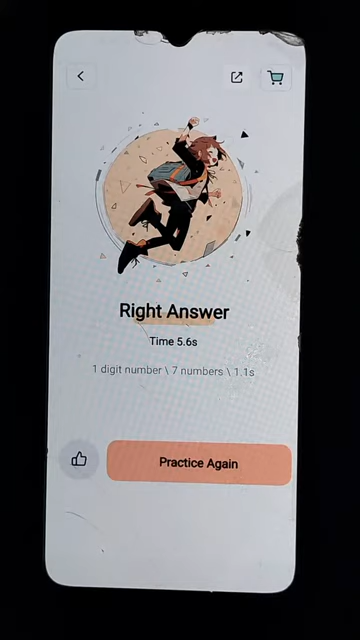 Right Answer
Time 5.6s
1 digit number \ 7 numbers \ 1.1s
Practice Again